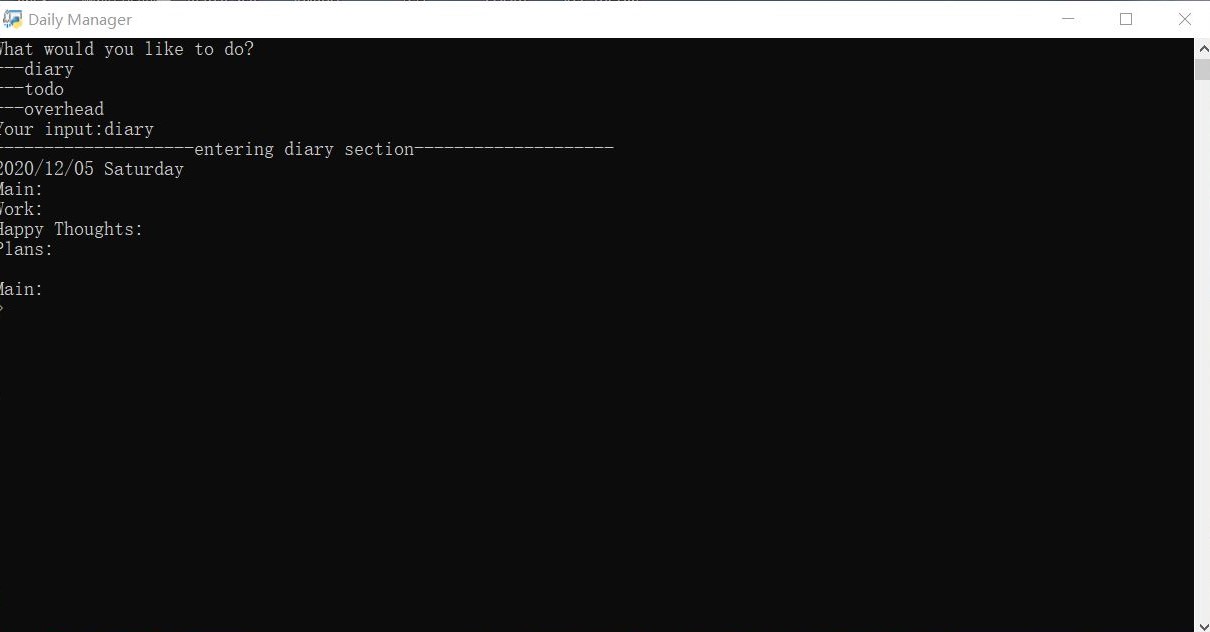 Daily Manager
What would you like to do?
---diary
---todo
---overhead
Your input:diary
--------------------entering diary section--------------------
2020/12/05 Saturday
Main:
Work:
Happy Thoughts:
Plans:
Main:
>